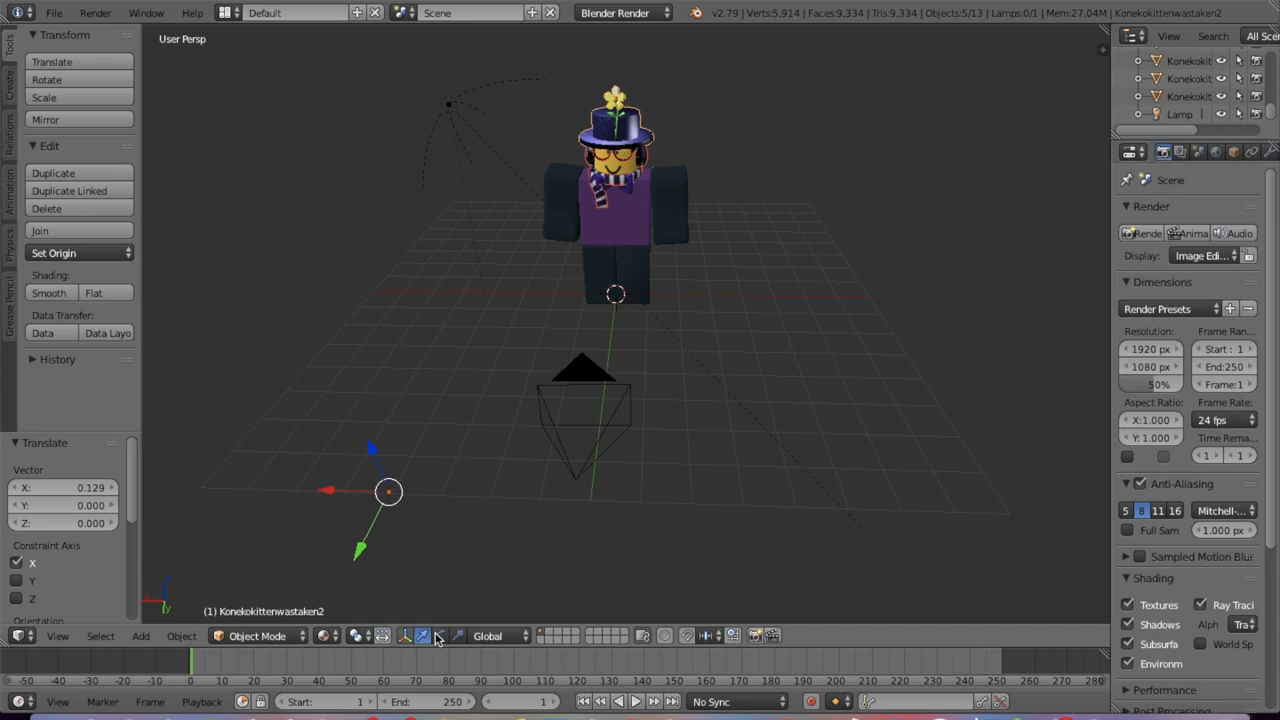 File Render Window Help Default Scene Blender Render v2.79 | Verts:5,914 | Faces:9,334 | Tris:9,334 | Objects:5/13 | Lamps:0/1 | Mem:27.04M | Konekokittenwastaken2
User Persp
Tools
Create
Relations
Animation
Physics
Grease Pencil
Transform
Translate
Rotate
Scale
Mirror
Edit
Duplicate
Duplicate Linked
Delete
Join
Set Origin
Shading:
Smooth Flat
Data Transfer:
Data Data Layo
History
Translate
Vector
X: 0.129
Y: 0.000
Z: 0.000
Constraint Axis
X
Y
Z
Orientation
(1) Konekokittenwastaken2
View Select Add Object Object Mode Global
-50 -40 -30 -20 -10 0 10 20 30 40 50 60 70 80 90 100 110 120 130 140 150 160 170 180 190 200 210 220 230 240 250 260 270 280
View Marker Frame Playback Start: 1 End: 250 1 No Sync
View Search All Sce
Konekokit
Konekokit
Konekokit
Lamp
Scene
Render
Rende Anima Audio
Display: Image Edi...
Dimensions
Render Presets
Resolution: Frame Ran...
1920 px Start : 1
1080 px End:250
50% Frame:1
Aspect Ratio: Frame Rate:
X:1.000 24 fps
Y: 1.000 Time Rema...
1 1
Anti-Aliasing
5 8 11 16 Mitchell-...
Full Sam 1.000 px
Sampled Motion Blu
Shading
Textures Ray Traci
Shadows Alph Tra
Subsurfa World Sp
Environm
Performance
Post Processing